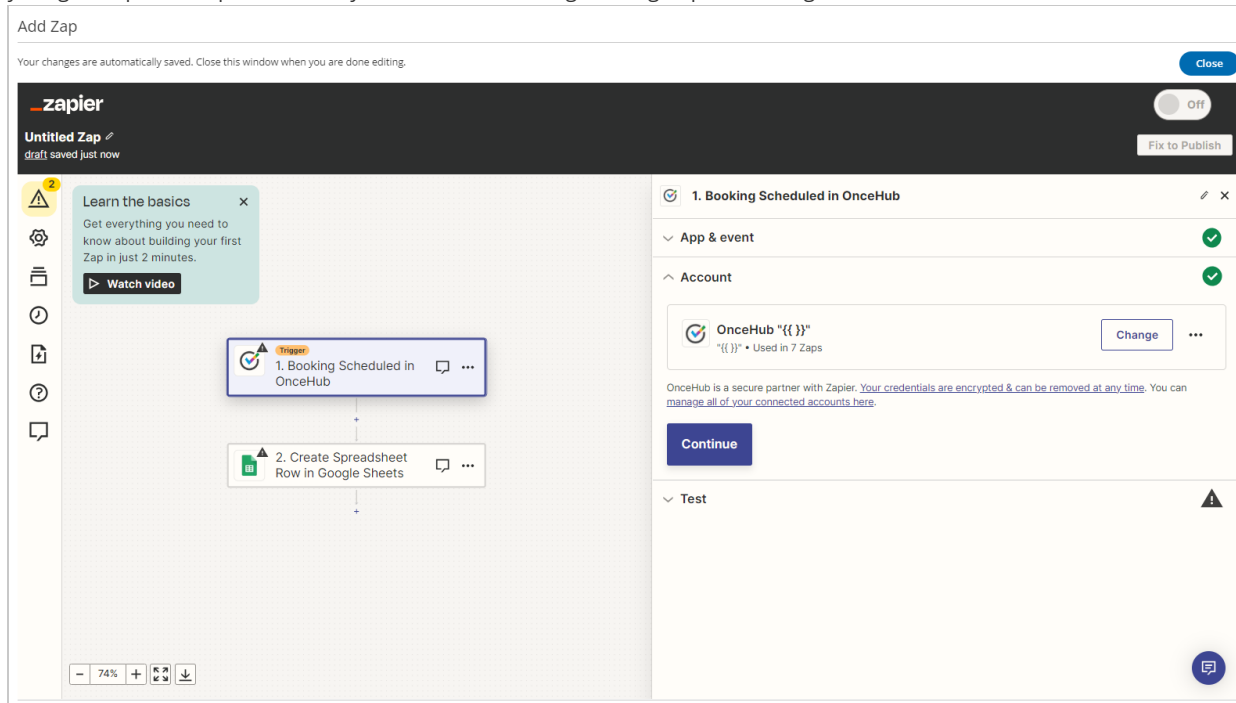 Add Zap
Your changes are automatically saved. Close this window when you are done editing.
Close
_zapier
Off
Untitled Zap
draft saved just now
Fix to Publish
2
Learn the basics
Get everything you need to
know about building your first
Zap in just 2 minutes.
Watch video
Trigger
1. Booking Scheduled in
OnceHub
2. Create Spreadsheet
Row in Google Sheets
74%
1. Booking Scheduled in OnceHub
App & event
Account
OnceHub "{{ }}"
"{{ }}" • Used in 7 Zaps
Change
OnceHub is a secure partner with Zapier. Your credentials are encrypted & can be removed at any time. You can
manage all of your connected accounts here.
Continue
Test